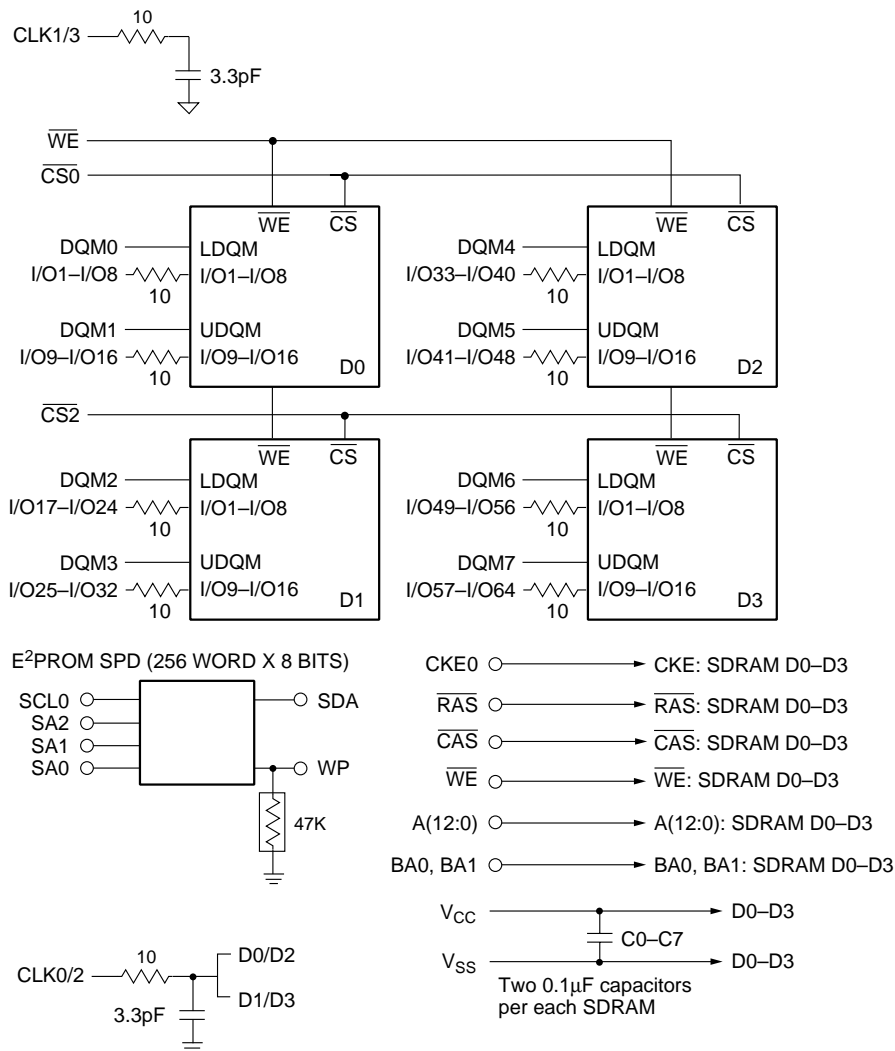 10
CLK1/3
3.3pF
WE
CS0
WE CS
WE CS
DQM0 LDQM
DQM4 LDQM
I/O1–I/O8 I/O1–I/O8
I/O33–I/O40 I/O1–I/O8
10
10
DQM1 UDQM
DQM5 UDQM
I/O9–I/O16 I/O9–I/O16
I/O41–I/O48 I/O9–I/O16
10 D0
10 D2
CS2
WE CS
WE CS
DQM2 LDQM
DQM6 LDQM
I/O17–I/O24 I/O1–I/O8
I/O49–I/O56 I/O1–I/O8
10
10
DQM3 UDQM
DQM7 UDQM
I/O25–I/O32 I/O9–I/O16
I/O57–I/O64 I/O9–I/O16
10 D1
10 D3
E²PROM SPD (256 WORD X 8 BITS)
SCL0 SDA
SA2
SA1
SA0 WP
47K
CKE0 CKE: SDRAM D0–D3
RAS RAS: SDRAM D0–D3
CAS CAS: SDRAM D0–D3
WE WE: SDRAM D0–D3
A(12:0) A(12:0): SDRAM D0–D3
BA0, BA1 BA0, BA1: SDRAM D0–D3
VCC D0–D3
C0–C7
VSS D0–D3
Two 0.1µF capacitors
per each SDRAM
10
D0/D2
CLK0/2
D1/D3
3.3pF